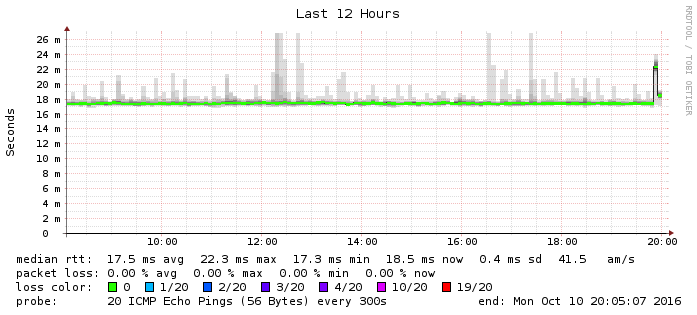 Last 12 Hours
RRDTOOL / TOBI OETIKER
Seconds
26 m
24 m
22 m
20 m
18 m
16 m
14 m
12 m
10 m
8 m
6 m
4 m
2 m
0
10:00 12:00 14:00 16:00 18:00 20:00
median rtt: 17.5 ms avg 22.3 ms max 17.3 ms min 18.5 ms now 0.4 ms sd 41.5 am/s
packet loss: 0.00 % avg 0.00 % max 0.00 % min 0.00 % now
loss color: 0 1/20 2/20 3/20 4/20 10/20 19/20
probe: 20 ICMP Echo Pings (56 Bytes) every 300s end: Mon Oct 10 20:05:07 2016